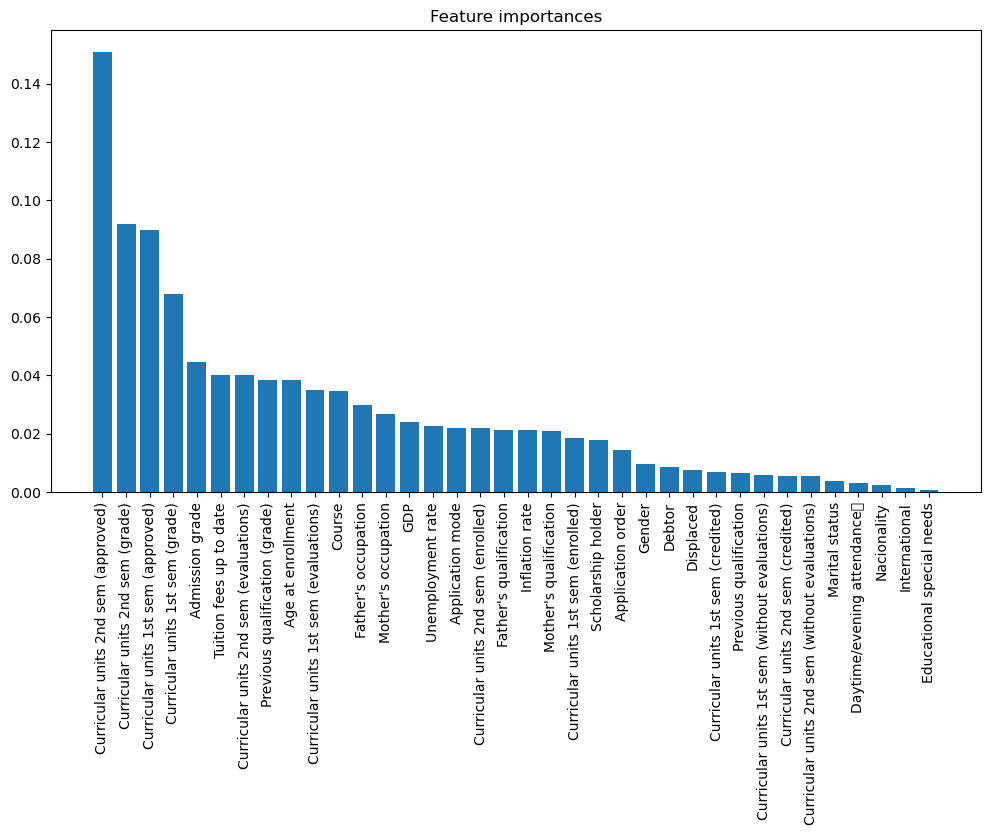 Feature importances
0.14
0.12
0.10
0.08
0.06
0.04
0.02
0.00
Curricular units 2nd sem (approved)
Curricular units 2nd sem (grade)
Curricular units 1st sem (approved)
Curricular units 1st sem (grade)
Admission grade
Tuition fees up to date
Curricular units 2nd sem (evaluations)
Previous qualification (grade)
Age at enrollment
Curricular units 1st sem (evaluations)
Course
Father's occupation
Mother's occupation
GDP
Unemployment rate
Application mode
Curricular units 2nd sem (enrolled)
Father's qualification
Inflation rate
Mother's qualification
Curricular units 1st sem (enrolled)
Scholarship holder
Application order
Gender
Debtor
Displaced
Curricular units 1st sem (credited)
Previous qualification
Curricular units 1st sem (without evaluations)
Curricular units 2nd sem (credited)
Curricular units 2nd sem (without evaluations)
Marital status
Daytime/evening attendance▯
Nacionality
International
Educational special needs